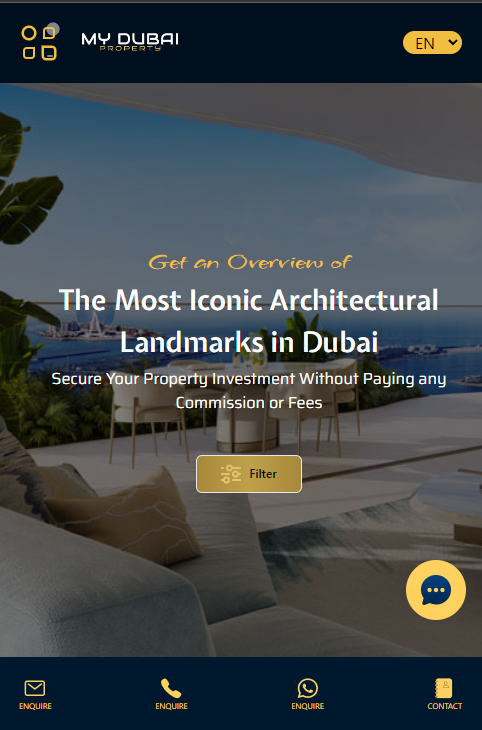 MY DUBAI
PROPERTY
EN
Get an Overview of
The Most Iconic Architectural
Landmarks in Dubai
Secure Your Property Investment Without Paying any
Commission or Fees
Filter
ENQUIRE
ENQUIRE
ENQUIRE
CONTACT